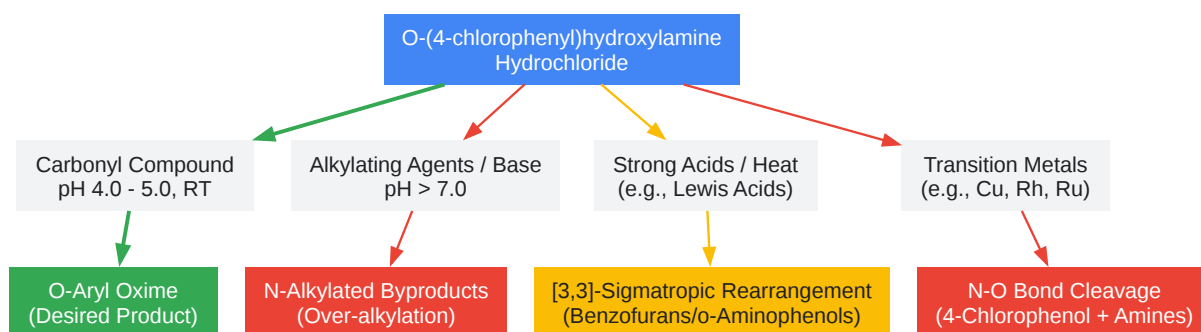 O-(4-chlorophenyl)hydroxylamine
Hydrochloride
Carbonyl Compound
pH 4.0 - 5.0, RT
Alkylating Agents / Base
pH > 7.0
Strong Acids / Heat
(e.g., Lewis Acids)
Transition Metals
(e.g., Cu, Rh, Ru)
O-Aryl Oxime
(Desired Product)
N-Alkylated Byproducts
(Over-alkylation)
[3,3]-Sigmatropic Rearrangement
(Benzofurans/o-Aminophenols)
N-O Bond Cleavage
(4-Chlorophenol + Amines)